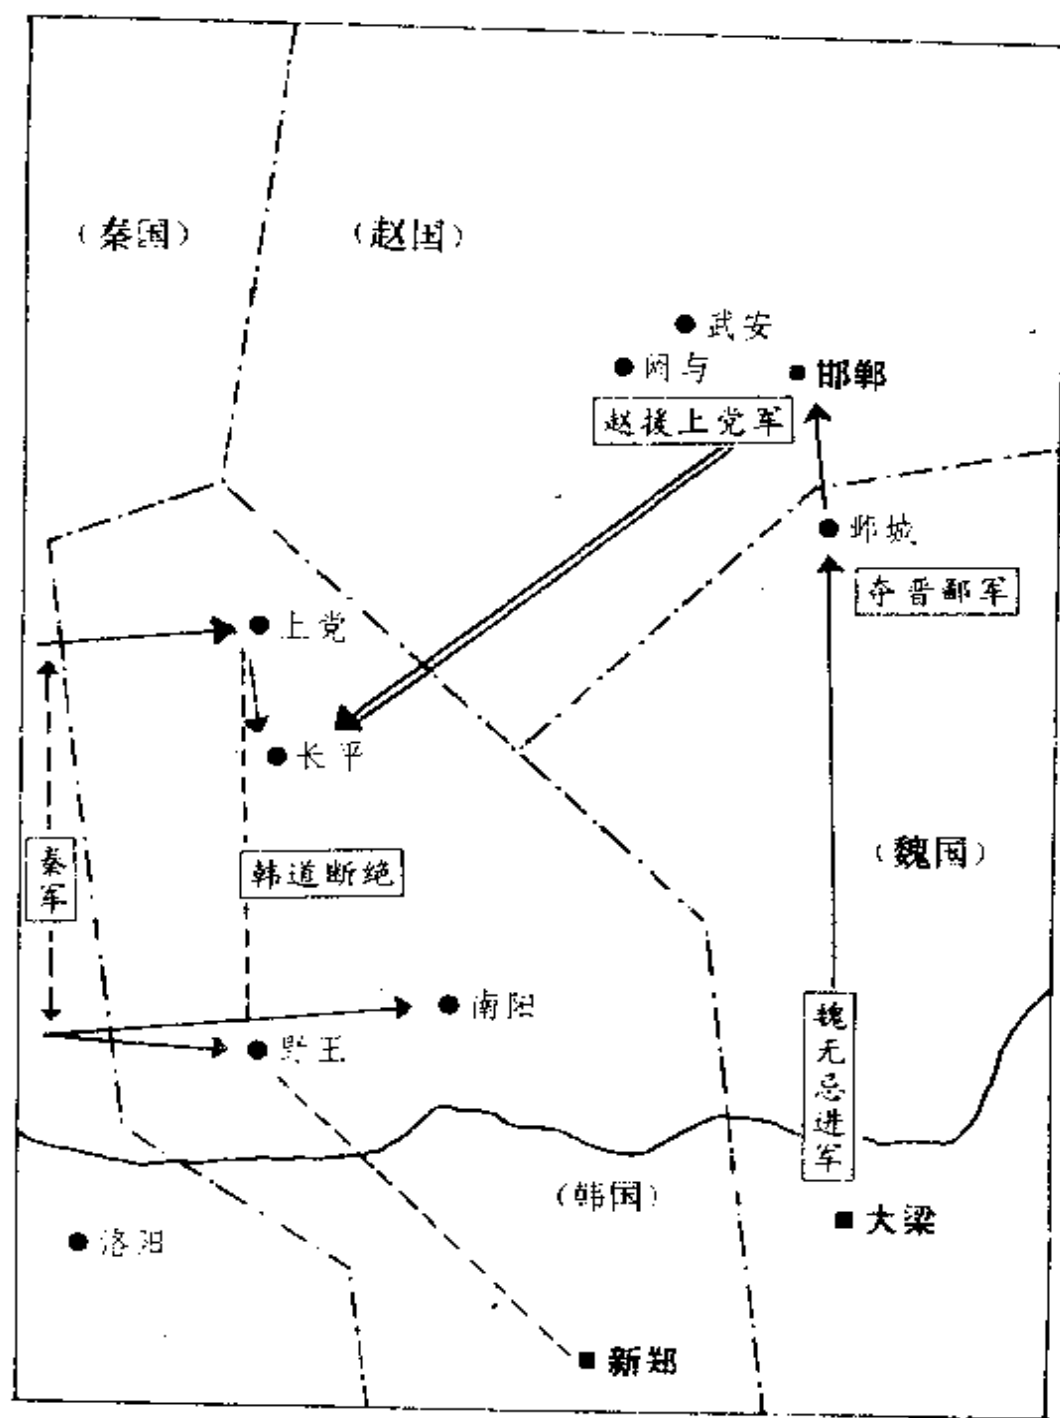 （秦国）
（赵国）
武安
阏与
邯郸
赵援上党军
邺城
夺晋鄙军
上党
长平
秦军
韩道断绝
（魏国）
南阳
野王
魏无忌进军
（韩国）
大梁
洛阳
新郑